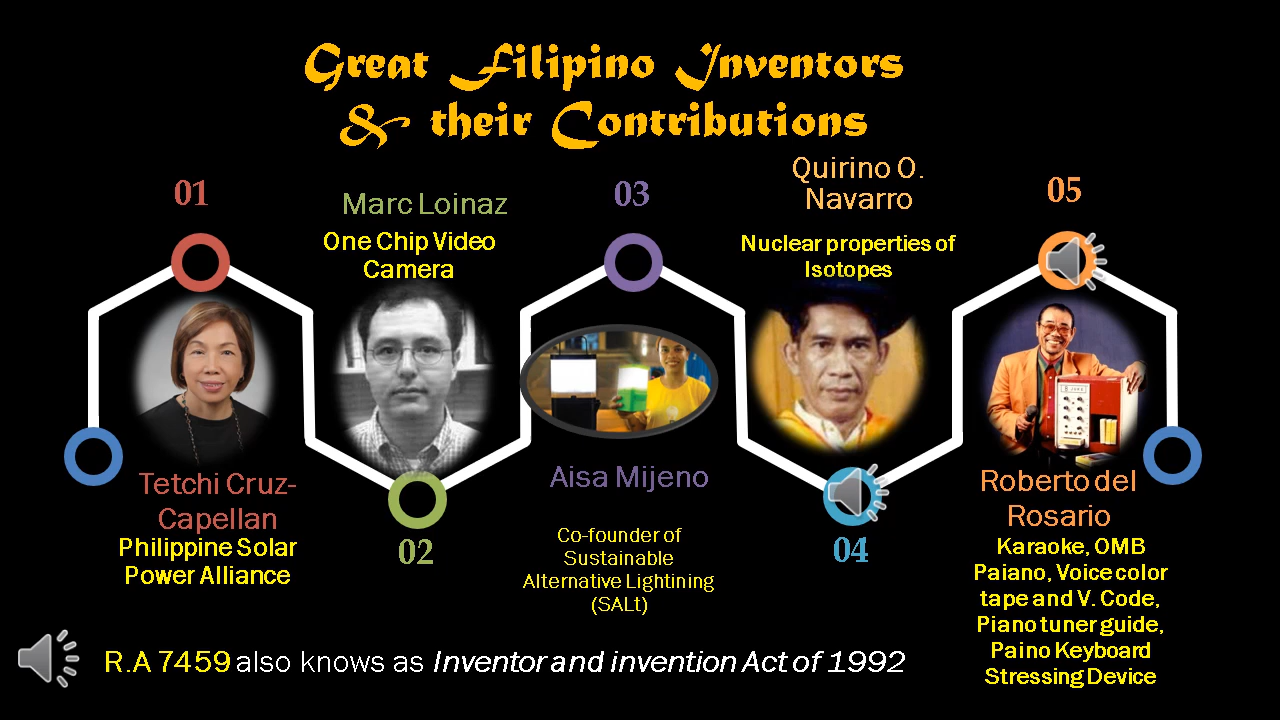 Great Filipino Inventors
& their Contributions
01
Tetchi Cruz-
Capellan
Philippine Solar
Power Alliance
Marc Loinaz
One Chip Video
Camera
02
03
Aisa Mijeno
Co-founder of
Sustainable
Alternative Lightining
(SALt)
Quirino O.
Navarro
Nuclear properties of
Isotopes
04
05
Roberto del
Rosario
Karaoke, OMB
Paiano, Voice color
tape and V. Code,
Piano tuner guide,
Paino Keyboard
Stressing Device
R.A 7459 also knows as Inventor and invention Act of 1992